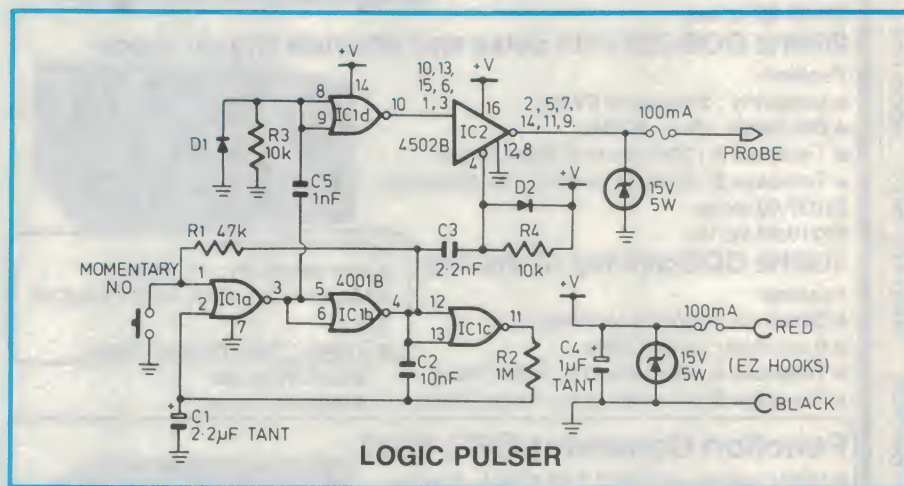 +V
14
8
9
IC1d
10
10, 13,
15, 6,
1, 3
+V
16
IC2
4502B
4
12,8
2, 5, 7,
14, 11, 9.
100mA
PROBE
D1
R3
10k
C5
1nF
D2
+V
15V
5W
R1 47k
C3
2·2nF
R4
10k
MOMENTARY
N.O.
1
2
IC1a
7
3
5
6
4001B
IC1b
4
12
13
IC1c
11
C2
10nF
R2
1M
+
C1
2·2µF TANT
+V
C4
1µF
TANT
+
15V
5W
100mA
RED
(EZ HOOKS)
BLACK
LOGIC PULSER